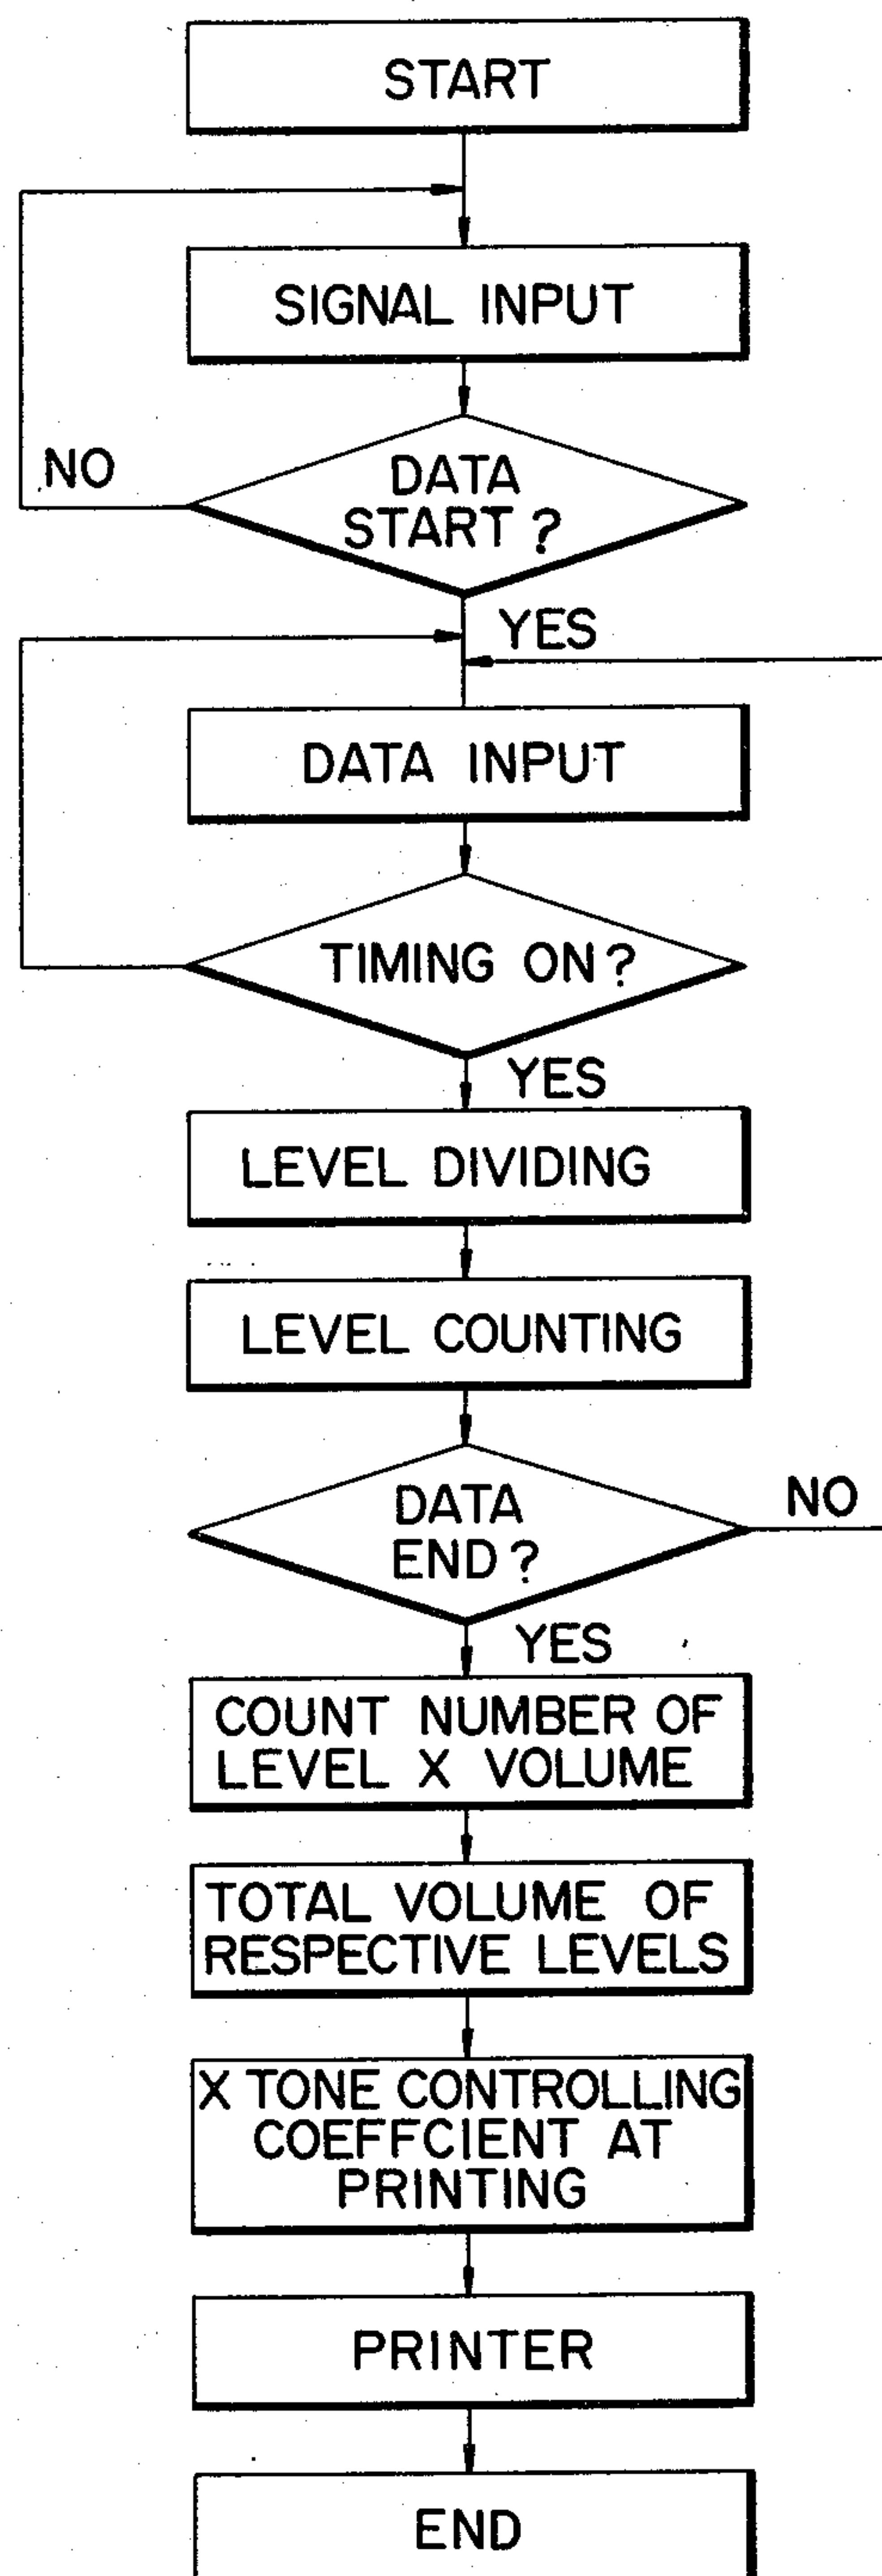 START
SIGNAL INPUT
NO
DATA
START ?
YES
DATA INPUT
TIMING ON ?
YES
LEVEL DIVIDING
LEVEL COUNTING
DATA
END ?
NO
YES
COUNT NUMBER OF
LEVEL X VOLUME
TOTAL VOLUME OF
RESPECTIVE LEVELS
X TONE CONTROLLING
COEFFCIENT AT
PRINTING
PRINTER
END